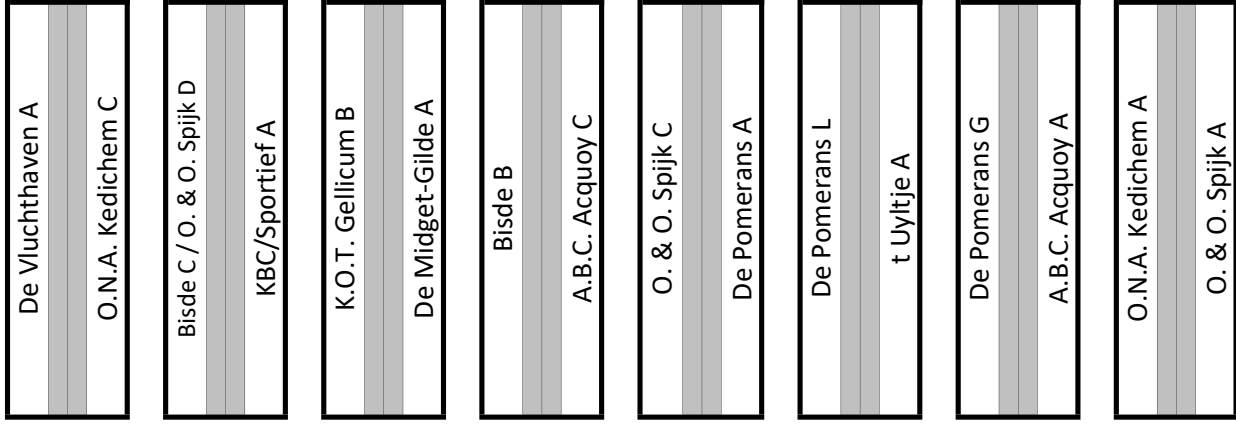 De Vluchthaven A
O.N.A. Kedichem C
Bisde C / O. & O. Spijk D
KBC/Sportief A
K.O.T. Gellicum B
De Midget-Gilde A
Bisde B
A.B.C. Acquoy C
O. & O. Spijk C
De Pomerans A
De Pomerans L
t Uyltje A
De Pomerans G
A.B.C. Acquoy A
O.N.A. Kedichem A
O. & O. Spijk A